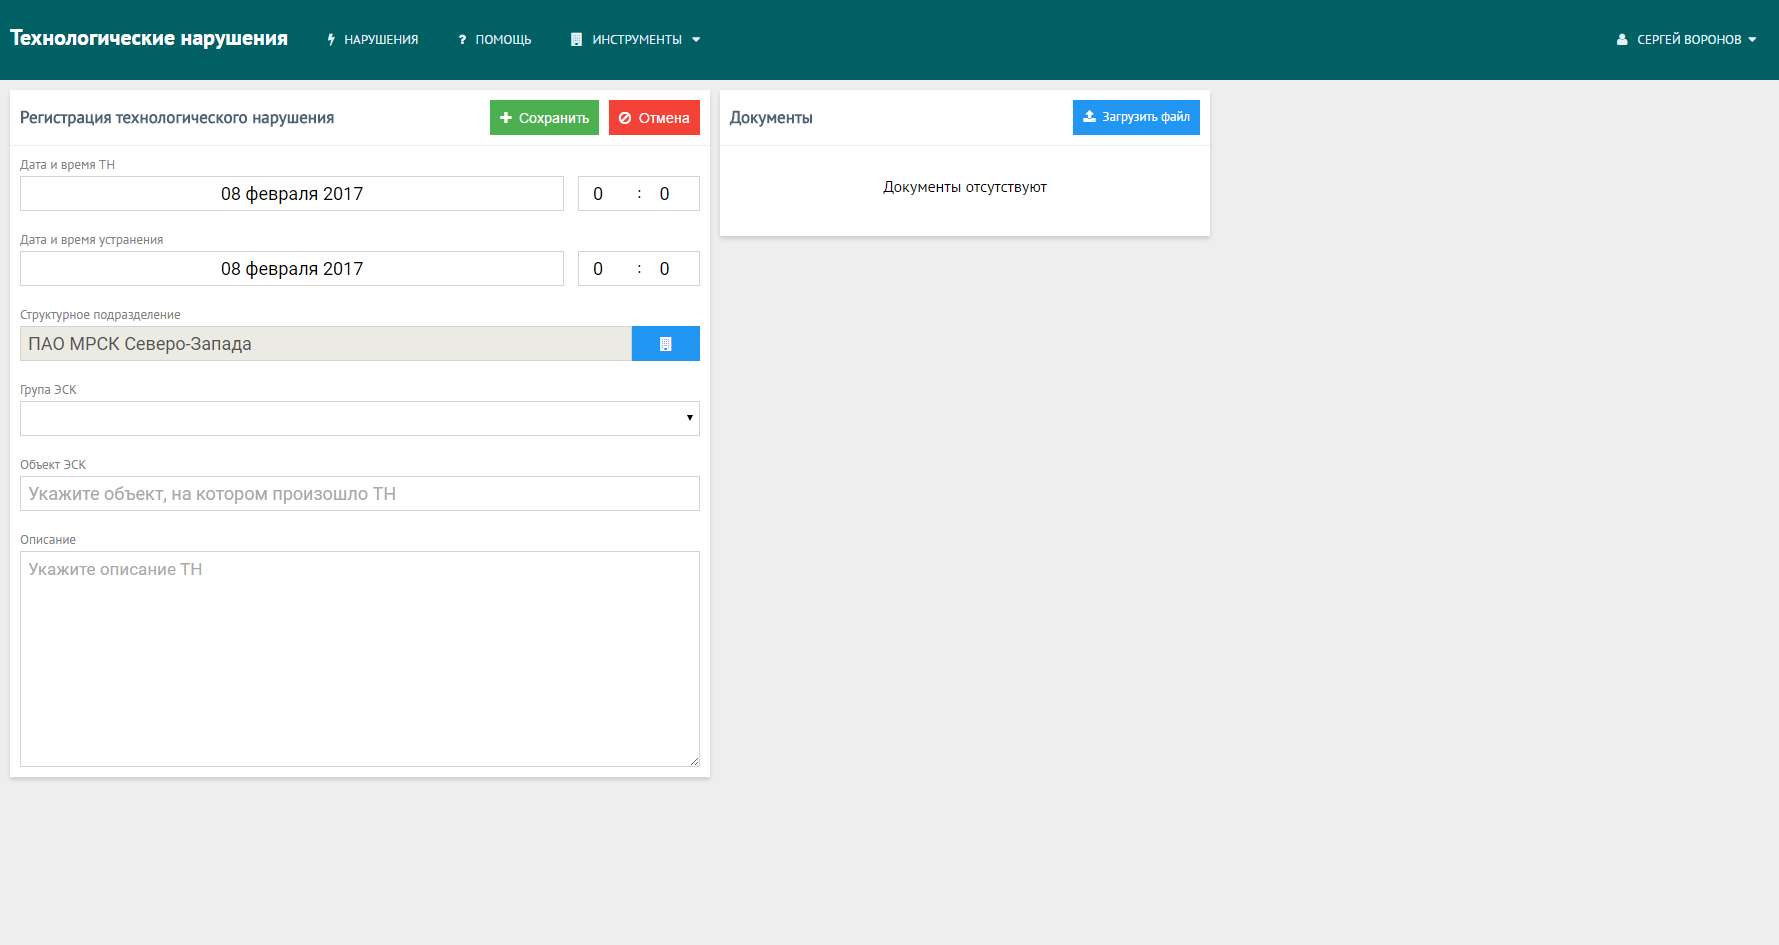 Технологические нарушения
НАРУШЕНИЯ
? ПОМОЩЬ
ИНСТРУМЕНТЫ
СЕРГЕЙ ВОРОНОВ
Регистрация технологического нарушения
Сохранить
Отмена
Дата и время ТН
08 февраля 2017
0 : 0
Дата и время устранения
08 февраля 2017
0 : 0
Структурное подразделение
ПАО МРСК Северо-Запада
Група ЭСК
Объект ЭСК
Укажите объект, на котором произошло ТН
Описание
Укажите описание ТН
Документы
Загрузить файл
Документы отсутствуют